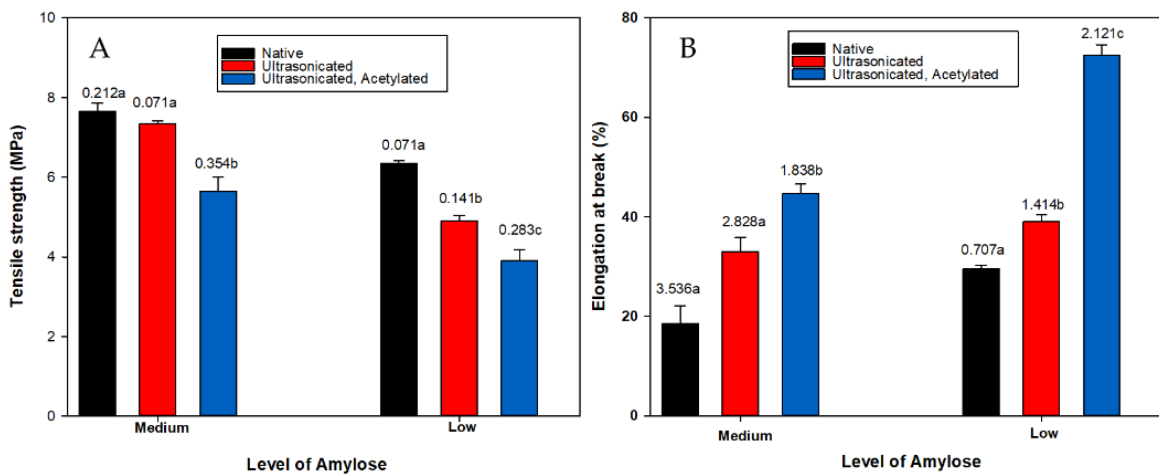 A
Native
Ultrasonicated
Ultrasonicated, Acetylated
Tensile strength (MPa)
10
8
6
4
2
0
0.212a
0.071a
0.354b
0.071a
0.141b
0.283c
Medium
Low
Level of Amylose
B
Native
Ultrasonicated
Ultrasonicated, Acetylated
Elongation at break (%)
80
60
40
20
0
3.536a
2.828a
1.838b
0.707a
1.414b
2.121c
Medium
Low
Level of Amylose